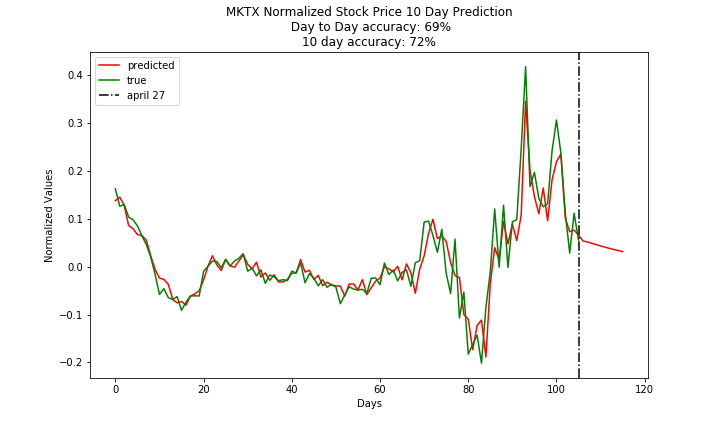 MKTX Normalized Stock Price 10 Day Prediction
Day to Day accuracy: 69%
10 day accuracy: 72%
predicted
true
april 27
Normalized Values
0.4
0.3
0.2
0.1
0.0
−0.1
−0.2
0 20 40 60 80 100 120
Days